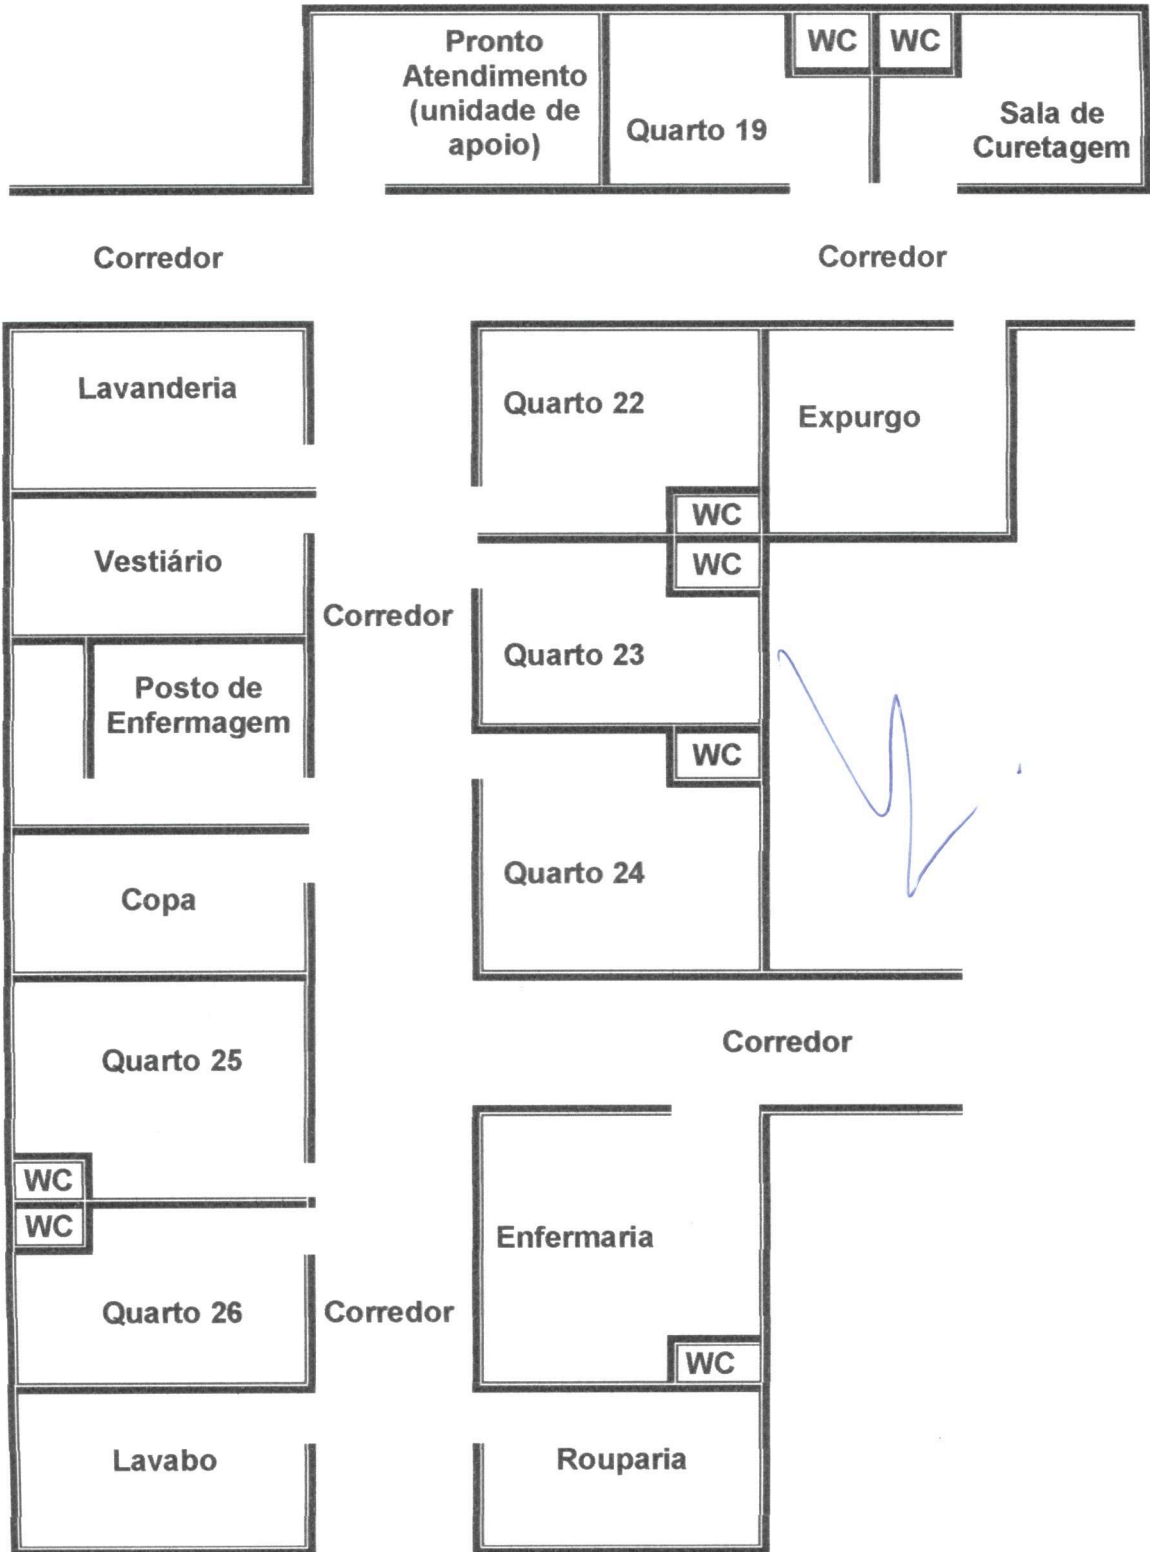 Pronto
Atendimento
(unidade de
apoio)
Quarto 19
WC
WC
Sala de
Curetagem
Corredor
Corredor
Lavanderia
Quarto 22
Expurgo
WC
WC
Vestiário
Corredor
Quarto 23
Posto de
Enfermagem
WC
Copa
Quarto 24
Corredor
Quarto 25
WC
WC
Enfermaria
Quarto 26
Corredor
WC
Lavabo
Rouparia